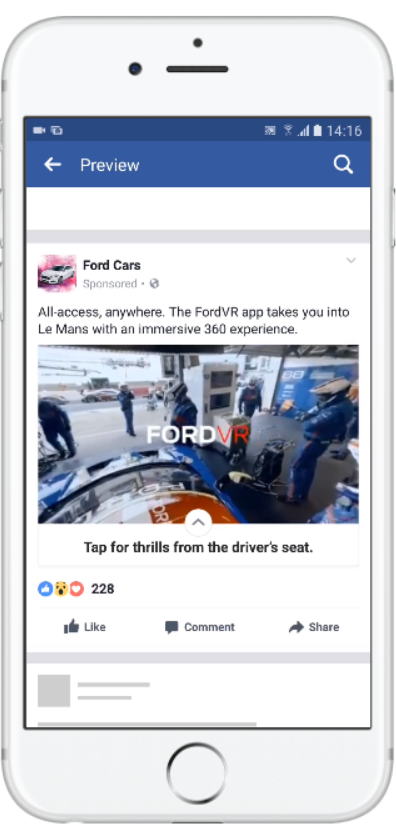 14:16
Preview
Ford Cars
Sponsored
All-access, anywhere. The FordVR app takes you into
Le Mans with an immersive 360 experience.
FORDVR
Tap for thrills from the driver's seat.
228
Like
Comment
Share